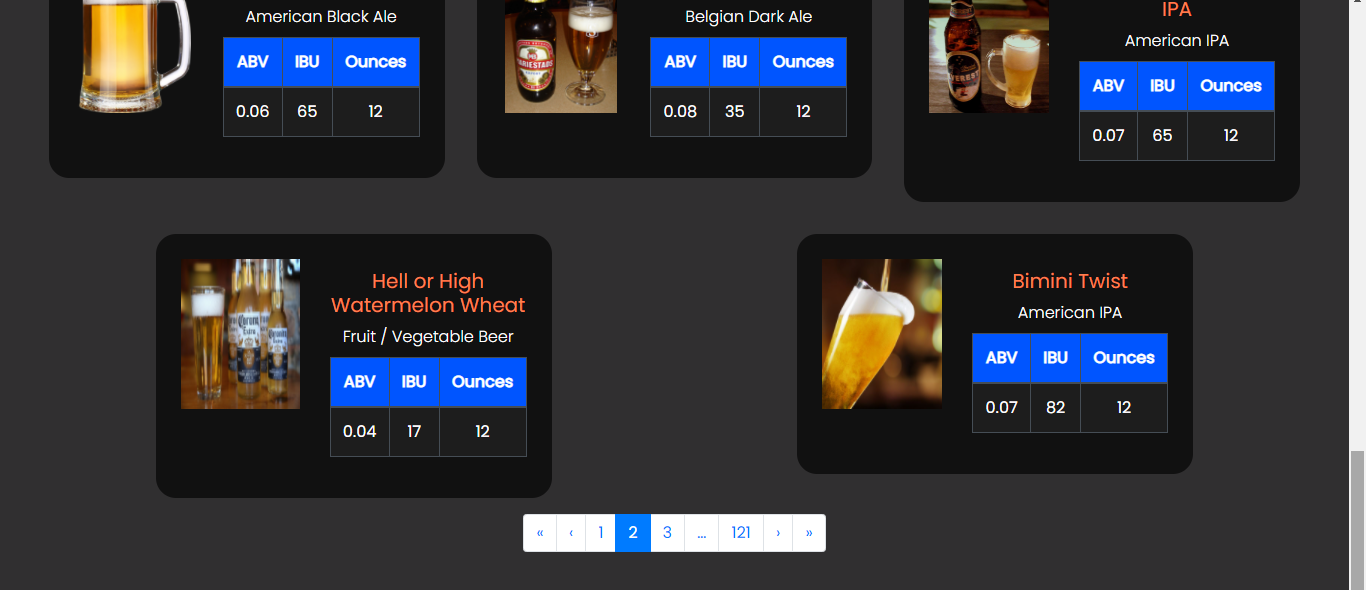 American Black Ale
ABV IBU Ounces
0.06 65 12
Belgian Dark Ale
ABV IBU Ounces
0.08 35 12
IPA
American IPA
ABV IBU Ounces
0.07 65 12
Hell or High
Watermelon Wheat
Fruit / Vegetable Beer
ABV IBU Ounces
0.04 17 12
Corona
Extra
Bimini Twist
American IPA
ABV IBU Ounces
0.07 82 12
« ‹ 1 2 3 ... 121 › »